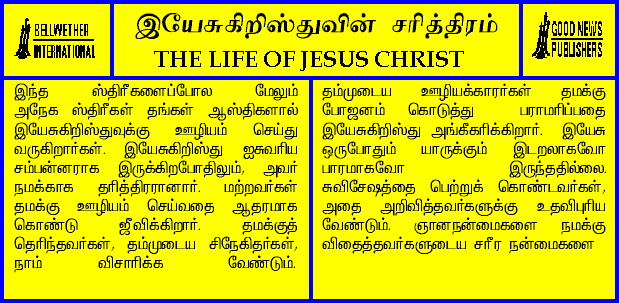 BELLWETHER
INTERNATIONAL
இயேசுகிறிஸ்துவின் சரித்திரம்
THE LIFE OF JESUS CHRIST
GOOD NEWS
PUBLISHERS
இந்த ஸ்திரீகளைப்போல மேலும்
அநேக ஸ்திரீகள் தங்கள் ஆஸ்திகளால்
இயேசுகிறிஸ்துவுக்கு ஊழியம் செய்து
வருகிறார்கள். இயேசுகிறிஸ்து ஐசுவரிய
சம்பன்னராக இருக்கிறபோதிலும், அவர்
நமக்காக தரித்திரரானார். மற்றவர்கள்
தமக்கு ஊழியம் செய்வதை ஆதரமாக
கொண்டு ஜீவிக்கிறார். தமக்குத்
தெரிந்தவர்கள், தம்முடைய சிநேகிதர்கள்,
நாம் விசாரிக்க வேண்டும்.
தம்முடைய ஊழியக்காரர்கள் தமக்கு
போஜனம் கொடுத்து பராமரிப்பதை
இயேசுகிறிஸ்து அங்கீகரிக்கிறார். இயேசு
ஒருபோதும் யாருக்கும் இடறலாகவோ
பாரமாகவோ இருந்ததில்லை.
சுவிசேஷத்தை பெற்றுக் கொண்டவர்கள்,
அதை அறிவித்தவர்களுக்கு உதவிபுரிய
வேண்டும். ஞானநன்மைகளை நமக்கு
விதைத்தவர்களுடைய சரீர நன்மைகளை